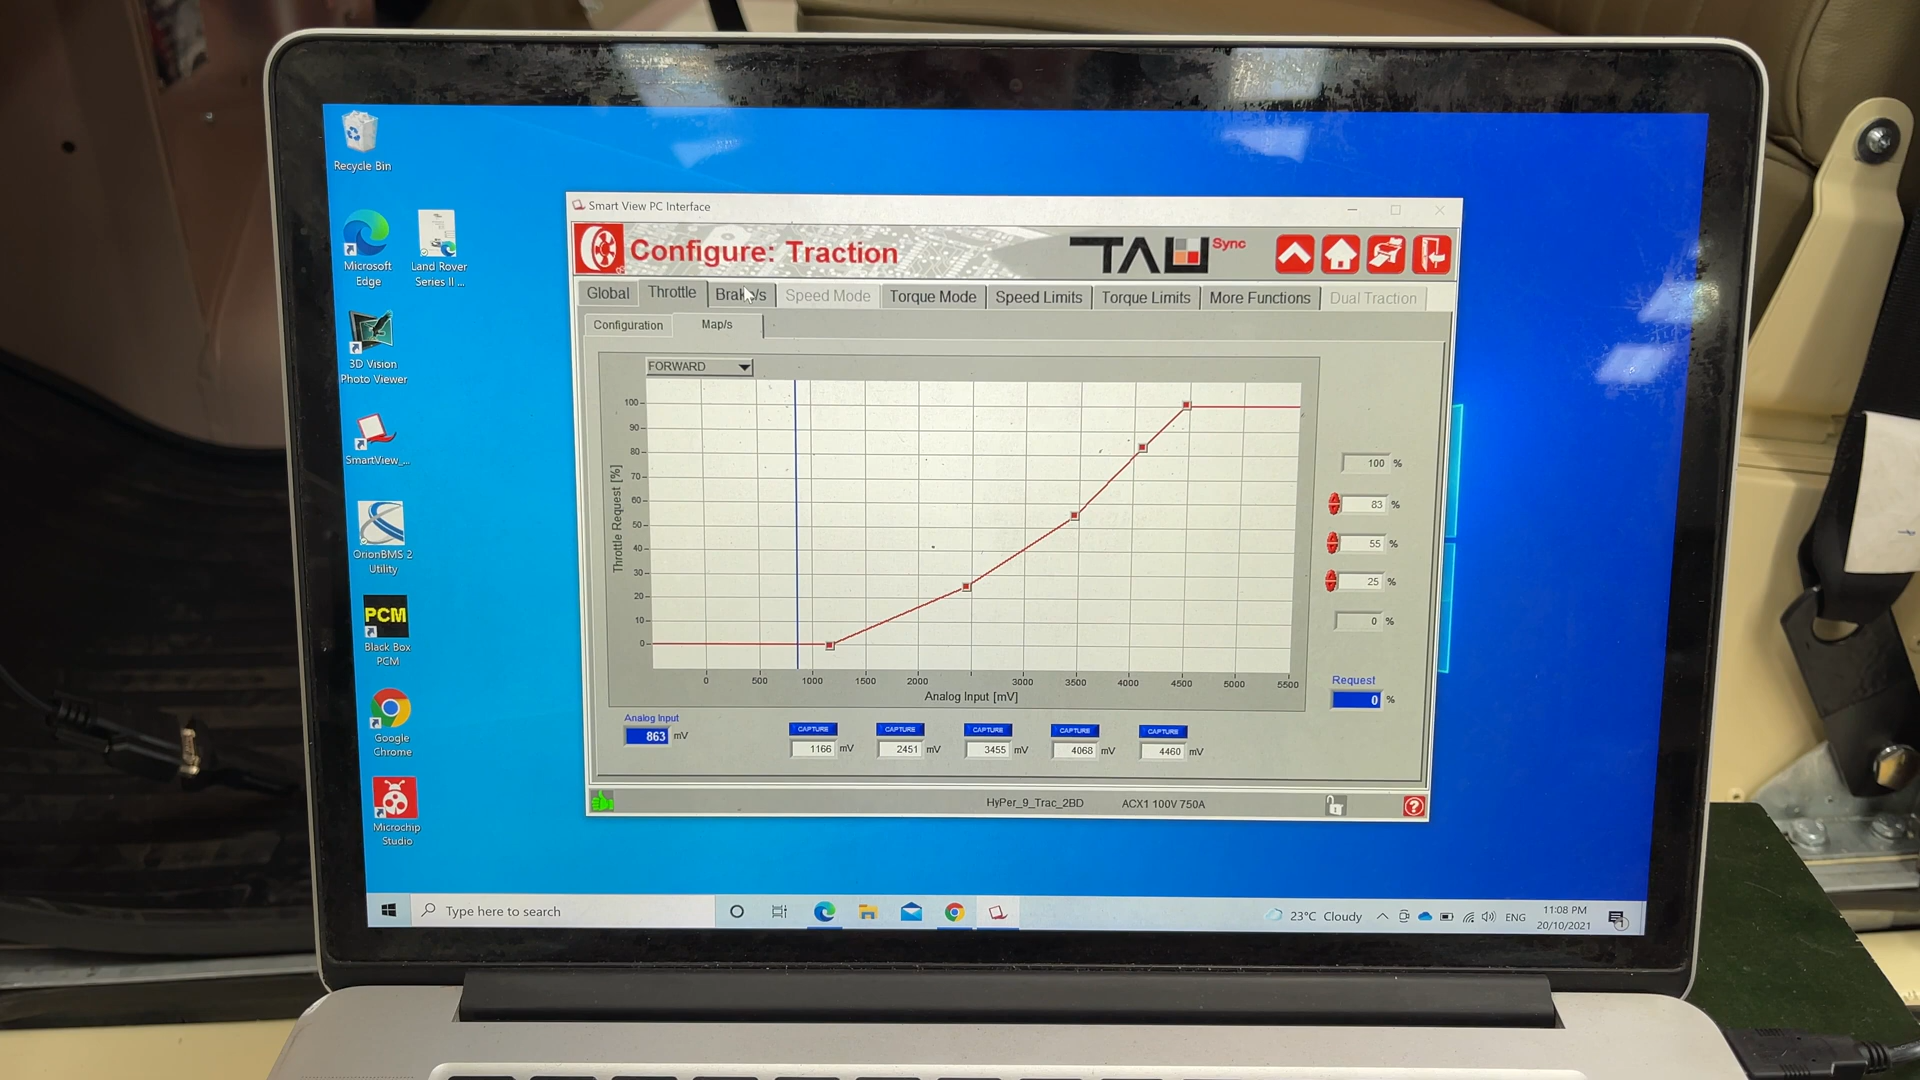 Recycle Bin
Microsoft
Edge
Land Rover
Series II ...
3D Vision
Photo Viewer
SmartView_...
OrionBMS 2
Utility
PCM
Black Box
PCM
Google
Chrome
Microchip
Studio
Smart View PC Interface
Configure: Traction
TAU Sync
Global Throttle Brake/s Speed Mode Torque Mode Speed Limits Torque Limits More Functions Dual Traction
Configuration Map/s
FORWARD
Throttle Request [%]
100
90
80
70
60
50
40
30
20
10
0
0 500 1000 1500 2000 2500 3000 3500 4000 4500 5000 5500
Analog Input [mV]
100 %
83 %
55 %
25 %
0 %
Request
0 %
Analog Input
863 mV
CAPTURE CAPTURE CAPTURE CAPTURE CAPTURE
1166 mV 2451 mV 3455 mV 4068 mV 4460 mV
HyPer_9_Trac_2BD ACX1 100V 750A
?
Type here to search
23°C Cloudy
ENG
11:08 PM
20/10/2021
1